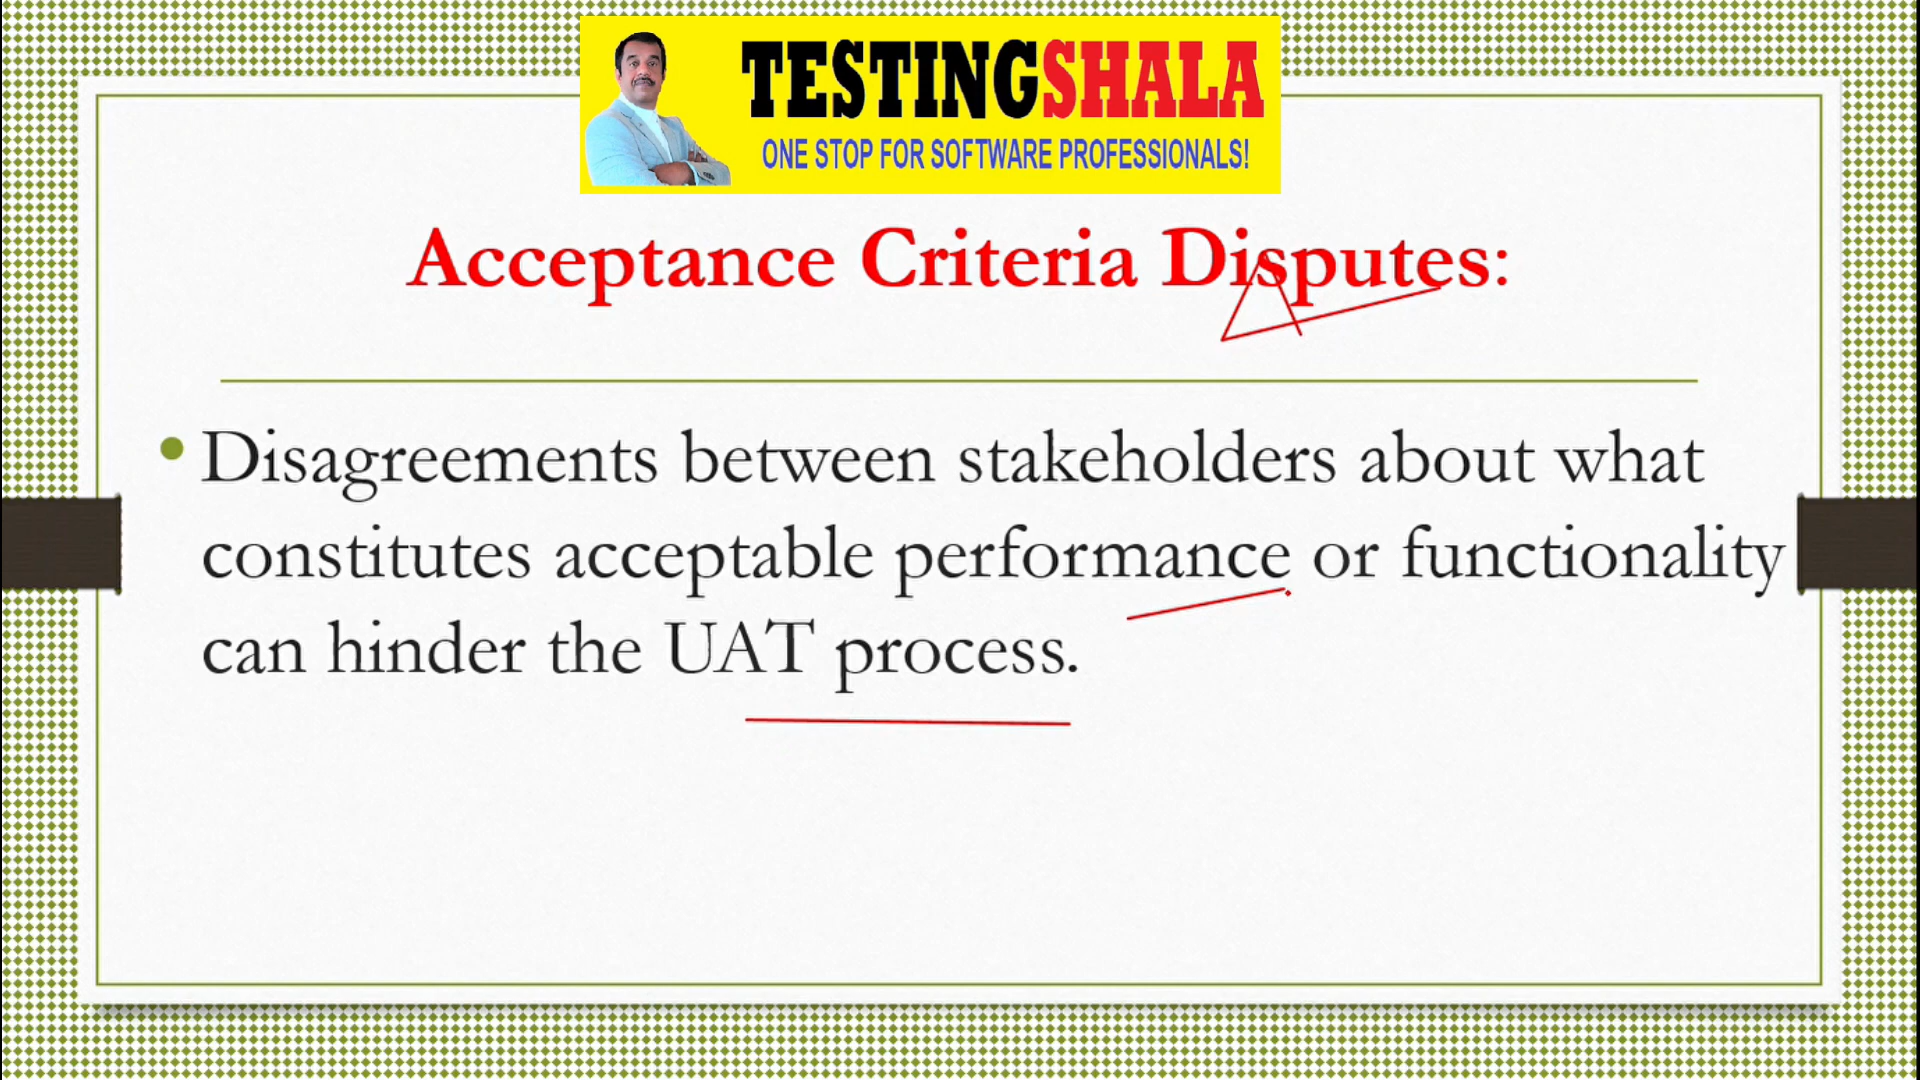 TESTINGSHALA
ONE STOP FOR SOFTWARE PROFESSIONALS!
Acceptance Criteria Disputes:
• Disagreements between stakeholders about what
constitutes acceptable performance or functionality
can hinder the UAT process.